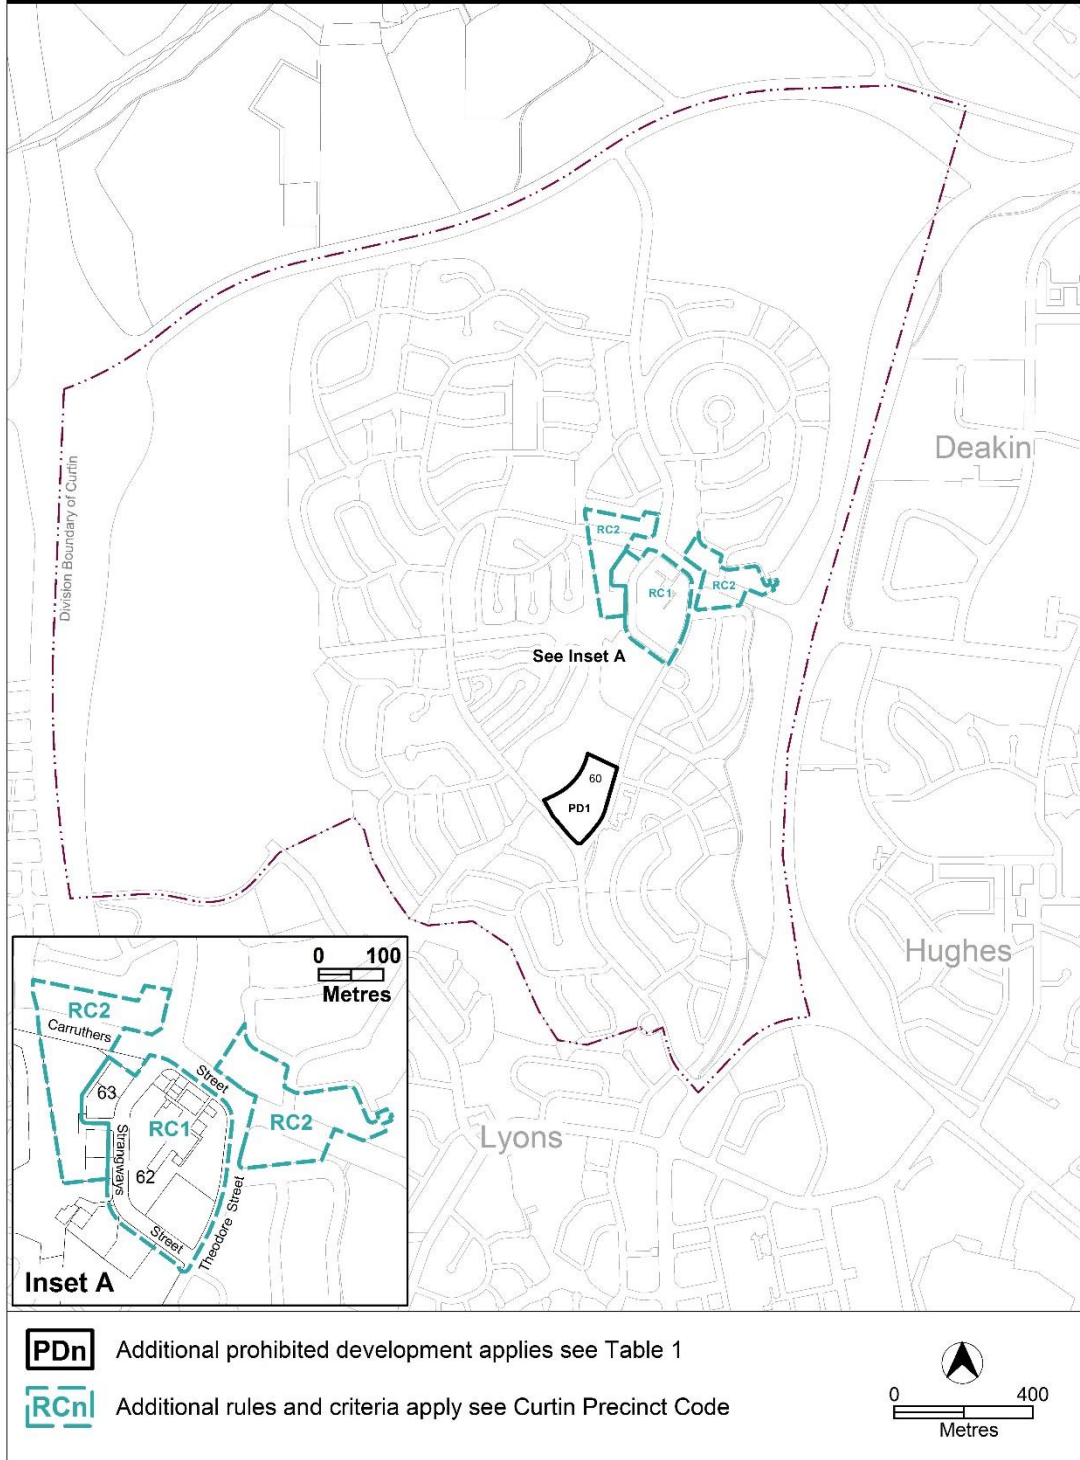 Deakin
Division Boundary of Curtin
RC2
RC1
RC2
See Inset A
60
PD1
Hughes
Lyons
0 100
Metres
RC2
Carruthers
Street
63
RC1
RC2
Strangways
62
Street
Theodore Street
Inset A
PDn Additional prohibited development applies see Table 1
RCn Additional rules and criteria apply see Curtin Precinct Code
0 400
Metres